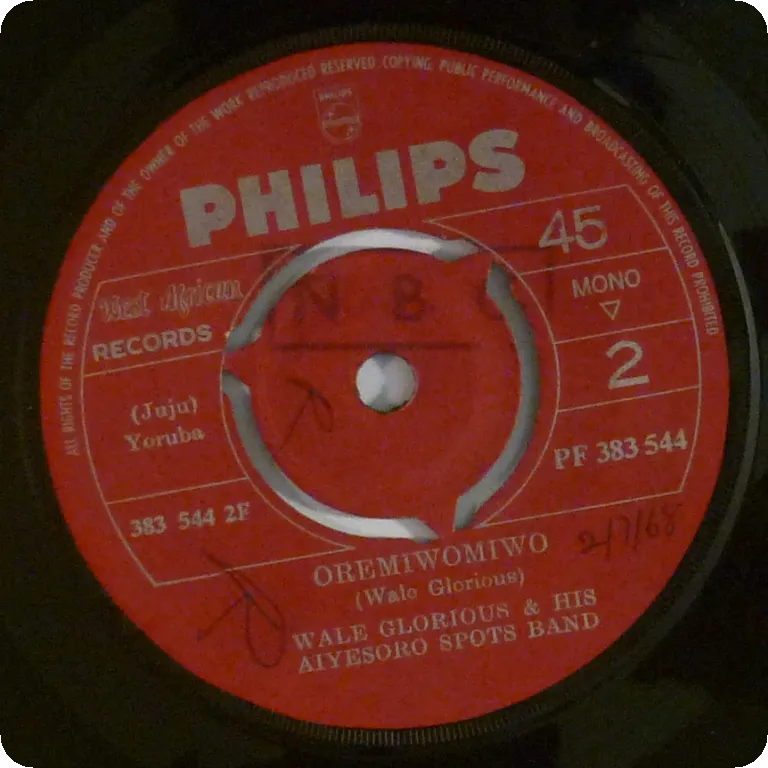 ALL RIGHTS OF THE RECORD PRODUCER AND OF THE OWNER OF THE WORK REPRODUCED RESERVED COPYING, PUBLIC PERFORMANCE AND BROADCASTING OF THIS RECORD PROHIBITED
PHILIPS
PHILIPS
45
N B C
West African
RECORDS
MONO
2
(Juju)
Yoruba
PF 383 544
383 544 2F
OREMIWOMIWO
2/7/68
(Wale Glorious)
WALE GLORIOUS & HIS
AIYESORO SPOTS BAND